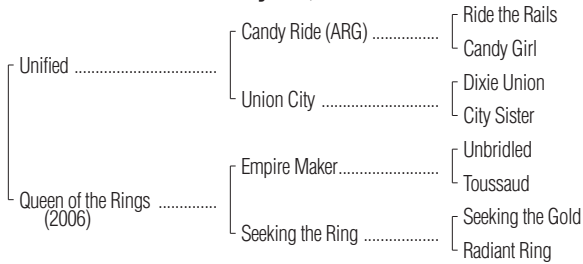 Ride the Rails
Candy Ride (ARG) ................
Candy Girl
Unified ..................................
Dixie Union
Union City ............................
City Sister
Unbridled
Empire Maker........................
Toussaud
Queen of the Rings ..............
(2006)
Seeking the Gold
Seeking the Ring ..................
Radiant Ring